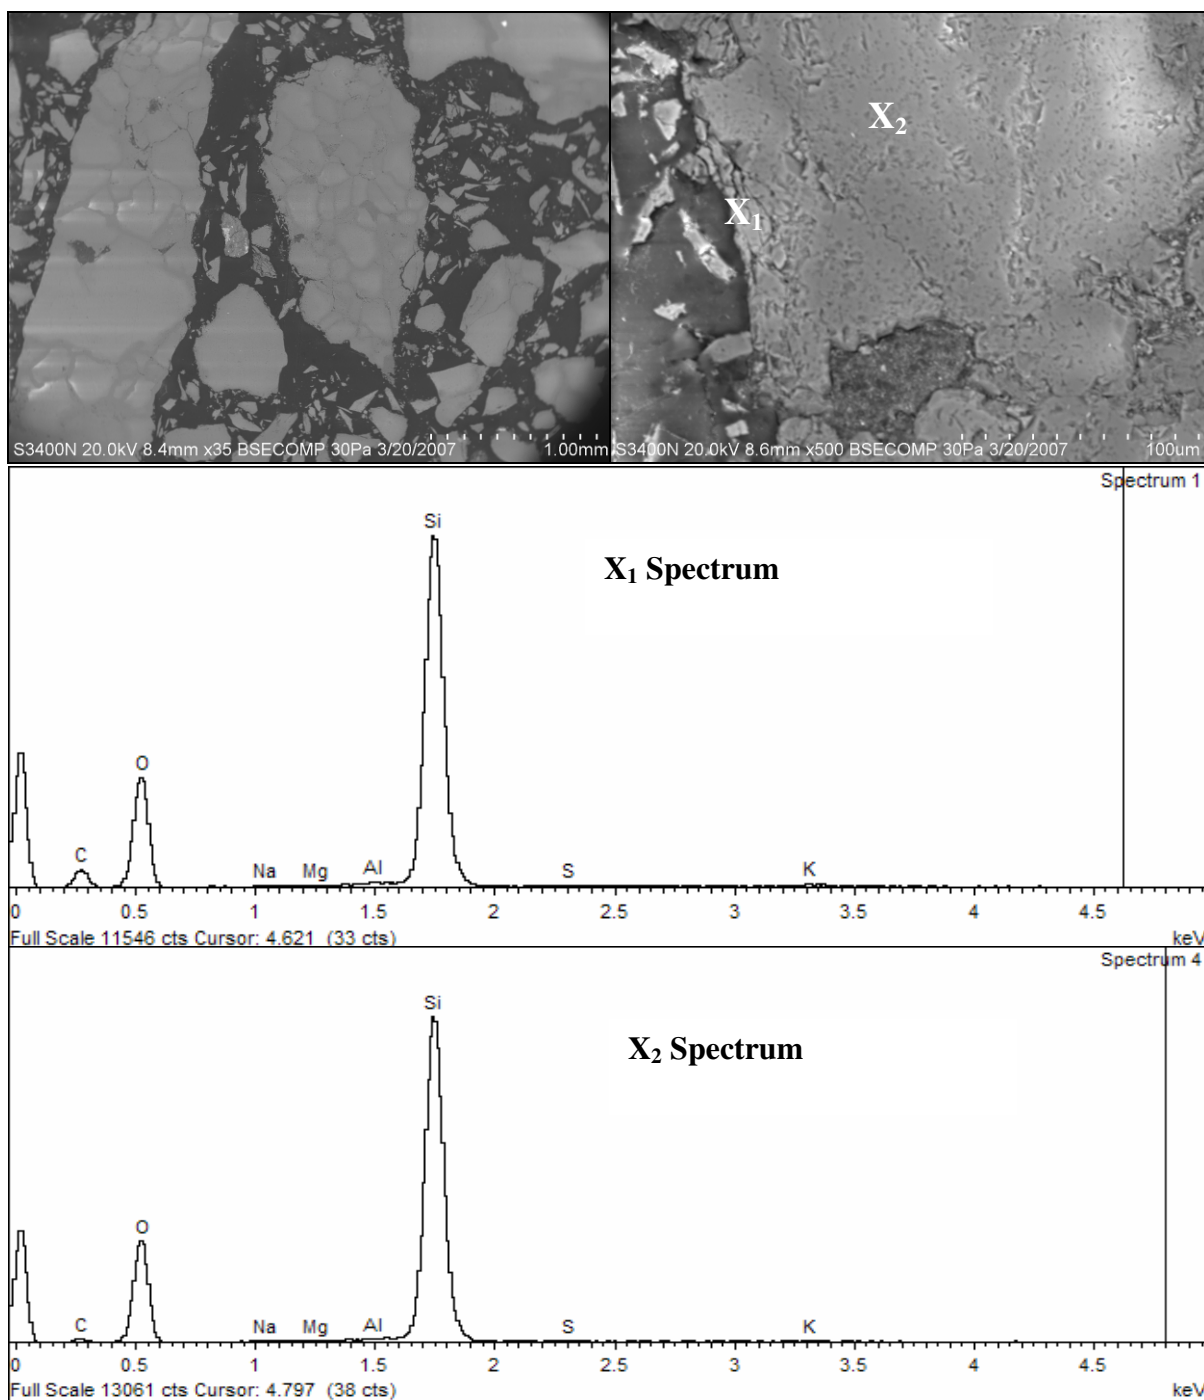 S3400N 20.0kV 8.4mm x35 BSECOMP 30Pa 3/20/2007 1.00mm
X2
X1
S3400N 20.0kV 8.6mm x500 BSECOMP 30Pa 3/20/2007 100um
Spectrum 1
Si
X1 Spectrum
O
C Na Mg Al S K
0 0.5 1 1.5 2 2.5 3 3.5 4 4.5
Full Scale 11546 cts Cursor: 4.621 (33 cts) keV
Spectrum 4
Si
X2 Spectrum
O
C Na Mg Al S K
0 0.5 1 1.5 2 2.5 3 3.5 4 4.5
Full Scale 13061 cts Cursor: 4.797 (38 cts) keV